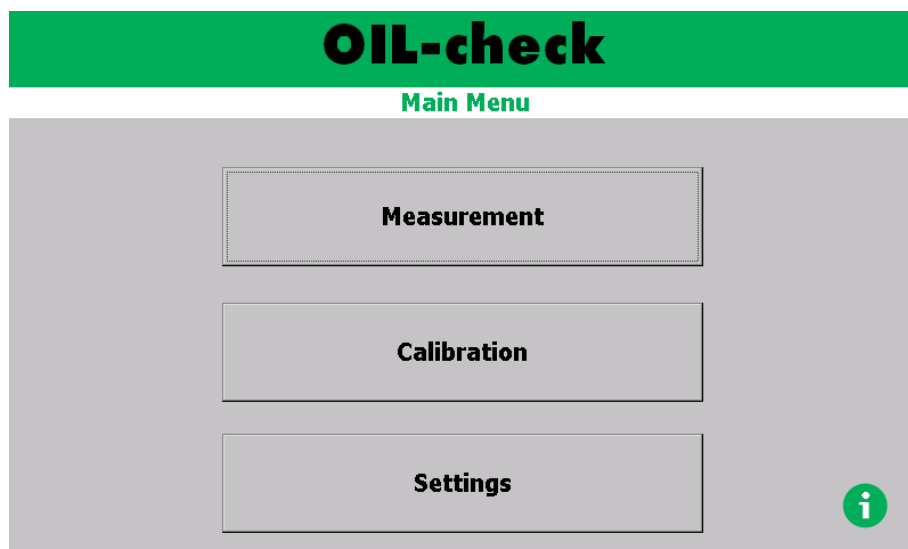 OIL-check
Main Menu
Measurement
Calibration
Settings
i